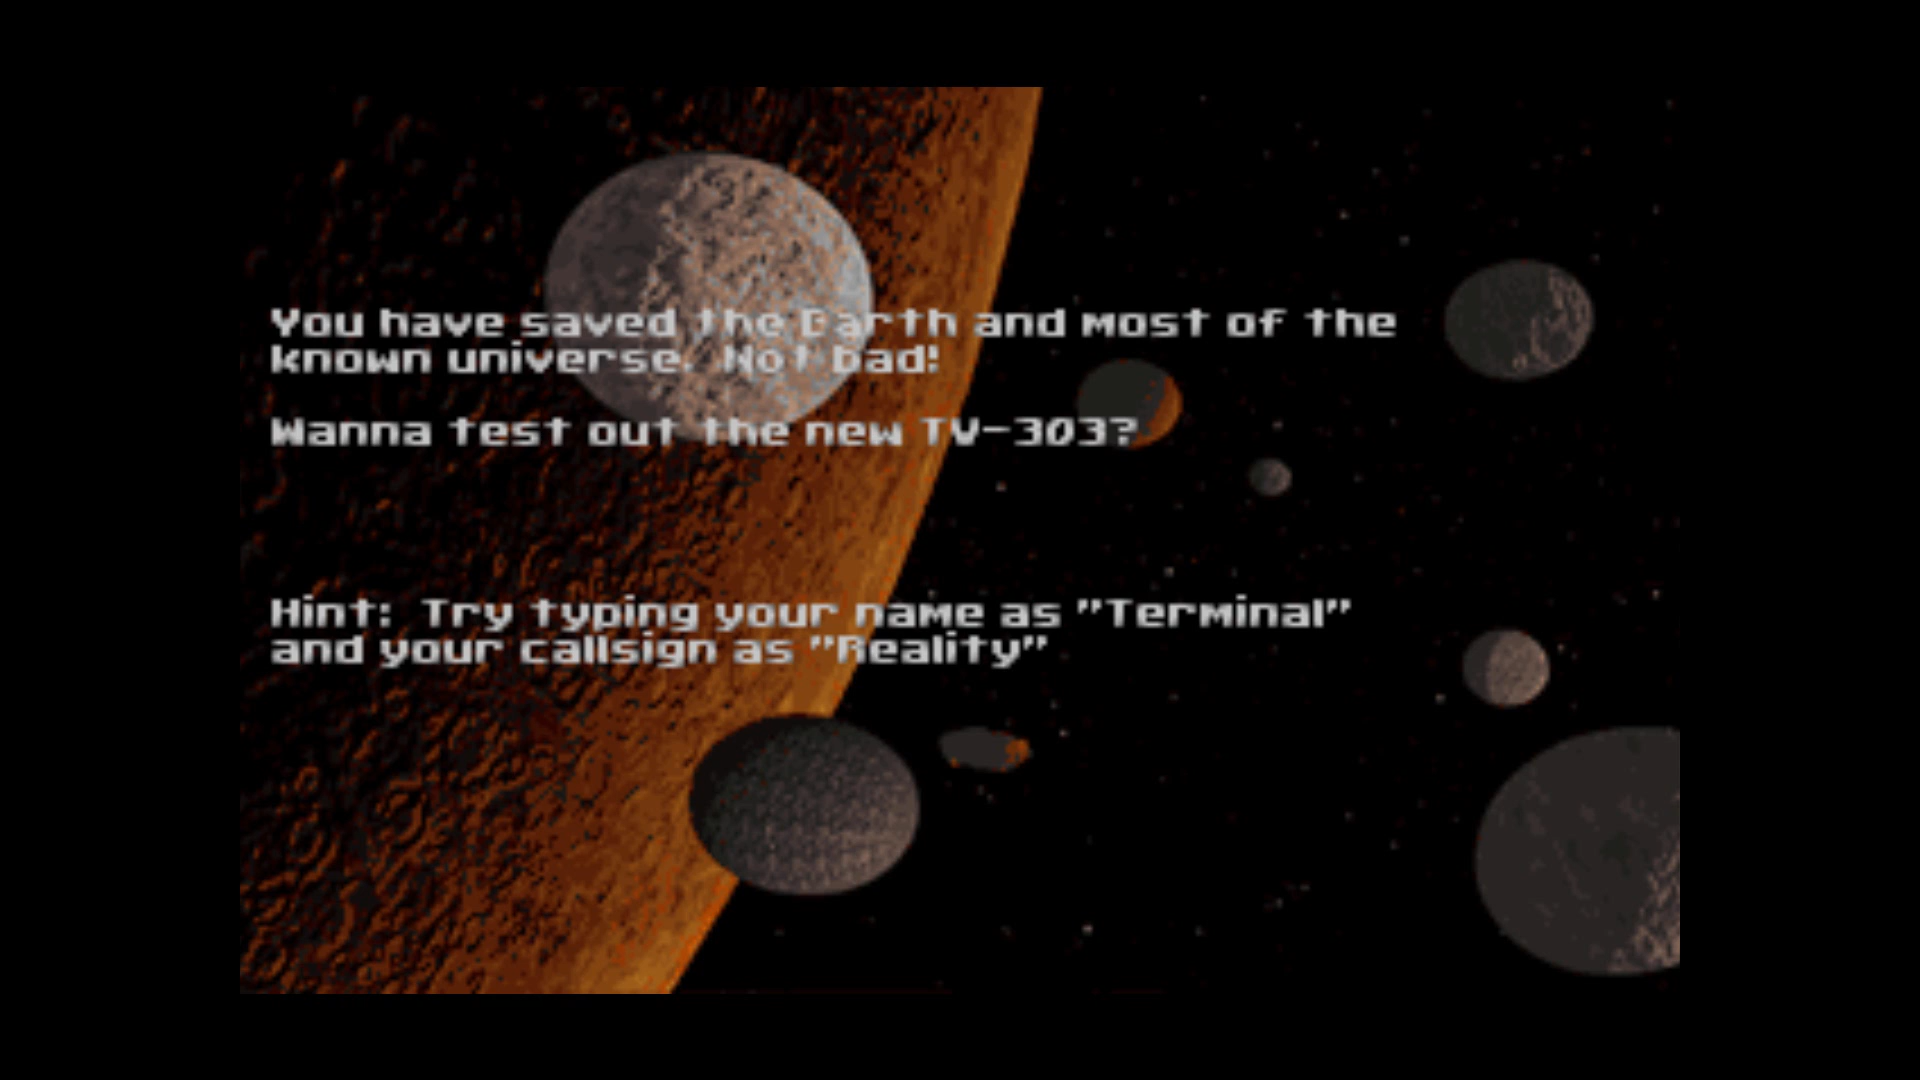 You have saved the Earth and most of the
known universe.  Not bad!
Wanna test out the new TV-303?
Hint:  Try typing your name as "Terminal"
and your callsign as "Reality"